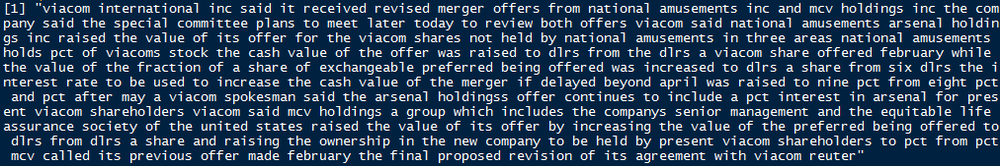 [1] "viacom international inc said it received revised merger offers from national amusements inc and mcv holdings inc the com
pany said the special committee plans to meet later today to review both offers viacom said national amusements arsenal holdin
gs inc raised the value of its offer for the viacom shares not held by national amusements in three areas national amusements
holds pct of viacoms stock the cash value of the offer was raised to dlrs from the dlrs a viacom share offered february while
the value of the fraction of a share of exchangeable preferred being offered was increased to dlrs a share from six dlrs the i
nterest rate to be used to increase the cash value of the merger if delayed beyond april was raised to nine pct from eight pct
and pct after may a viacom spokesman said the arsenal holdingss offer continues to include a pct interest in arsenal for pres
ent viacom shareholders viacom said mcv holdings a group which includes the companys senior management and the equitable life
assurance society of the united states raised the value of its offer by increasing the value of the preferred being offered to
dlrs from dlrs a share and raising the ownership in the new company to be held by present viacom shareholders to pct from pct
mcv called its previous offer made february the final proposed revision of its agreement with viacom reuter"